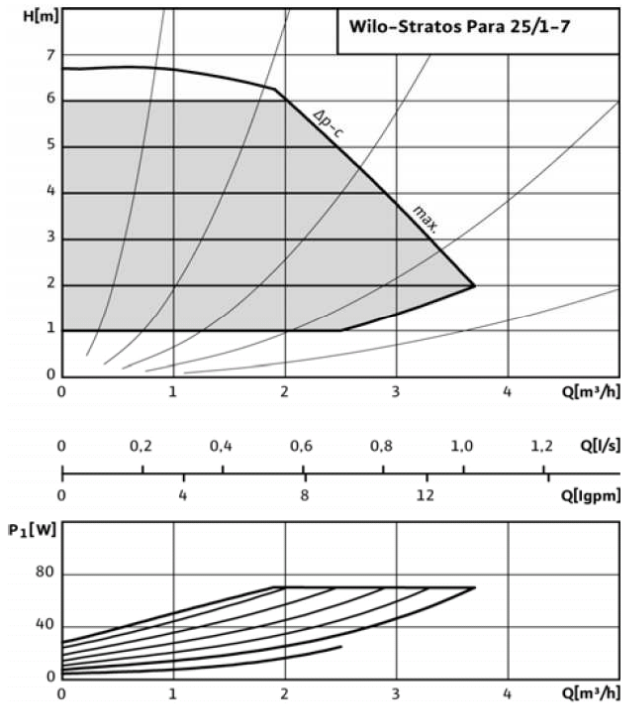 H[m]
Wilo-Stratos Para 25/1-7
7
6
5
4
3
2
1
0
Δp-c
max.
0 1 2 3 4 Q[m³/h]
0 0,2 0,4 0,6 0,8 1,0 1,2 Q[l/s]
0 4 8 12 Q[Igpm]
P₁[W]
80
40
0
0 1 2 3 4 Q[m³/h]